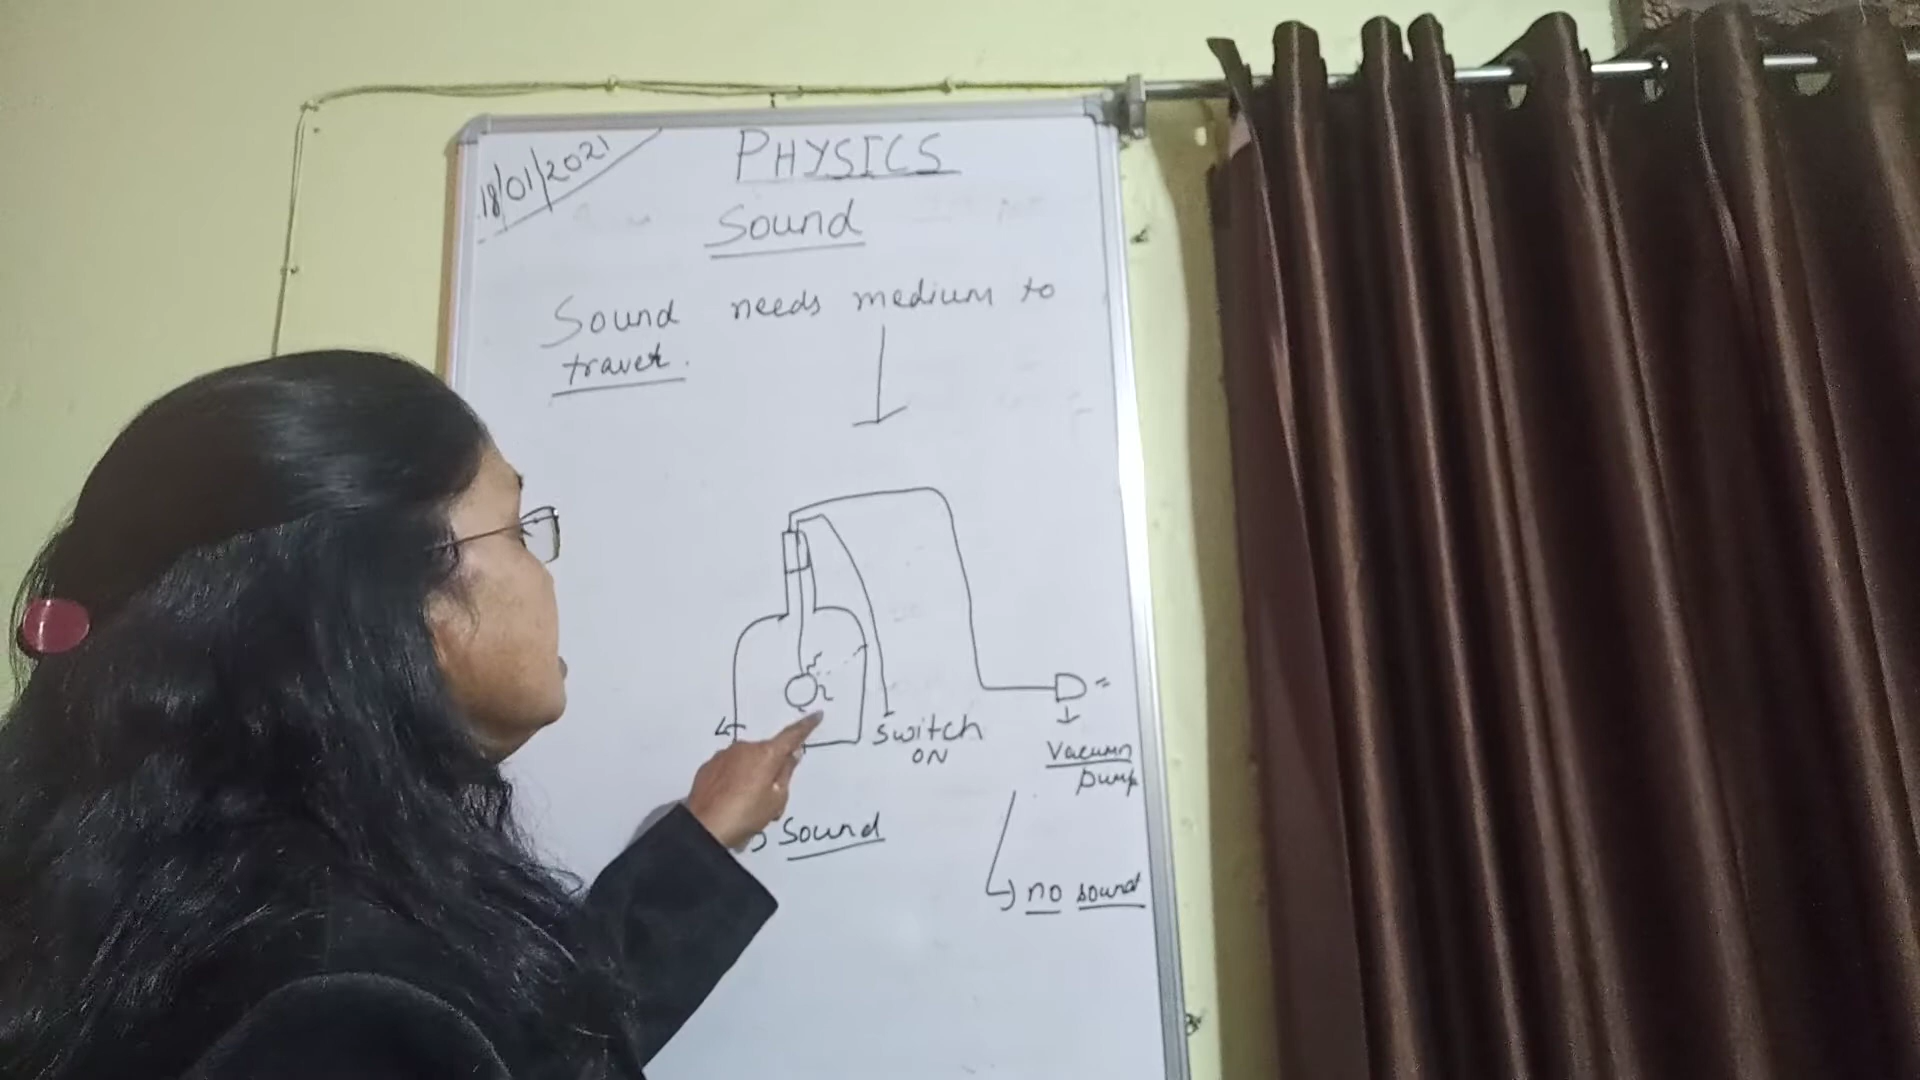 18/01/2021
PHYSICS
Sound
Sound needs medium to
travel.
Switch
ON
Vacuum
pump
Sound
no sound